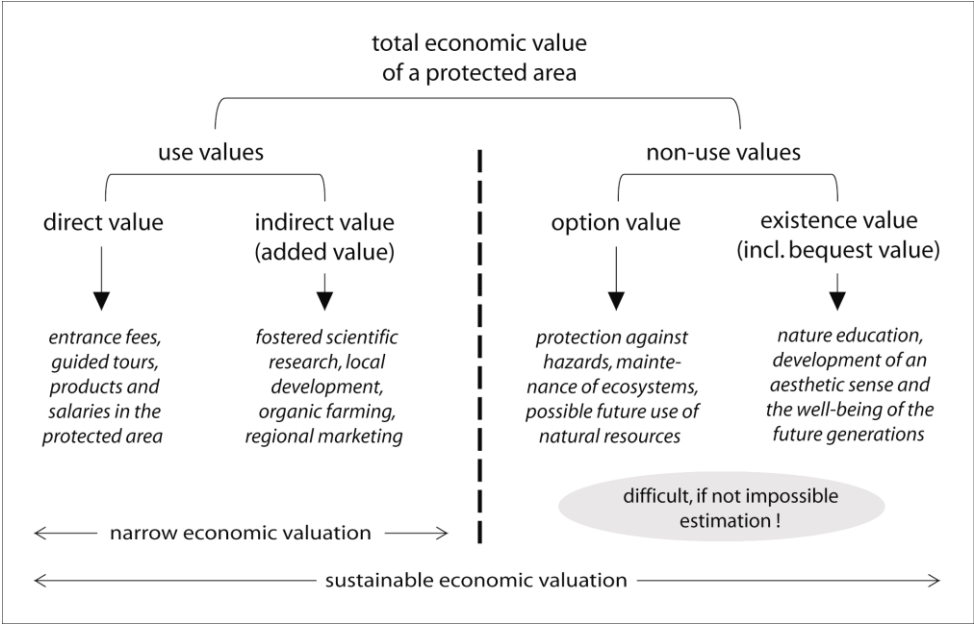 total economic value
of a protected area
use values
non-use values
direct value
indirect value
(added value)
option value
existence value
(incl. bequest value)
entrance fees,
guided tours,
products and
salaries in the
protected area
fostered scientific
research, local
development,
organic farming,
regional marketing
protection against
hazards, mainte-
nance of ecosystems,
possible future use of
natural resources
nature education,
development of an
aesthetic sense and
the well-being of the
future generations
difficult, if not impossible
estimation !
narrow economic valuation
sustainable economic valuation